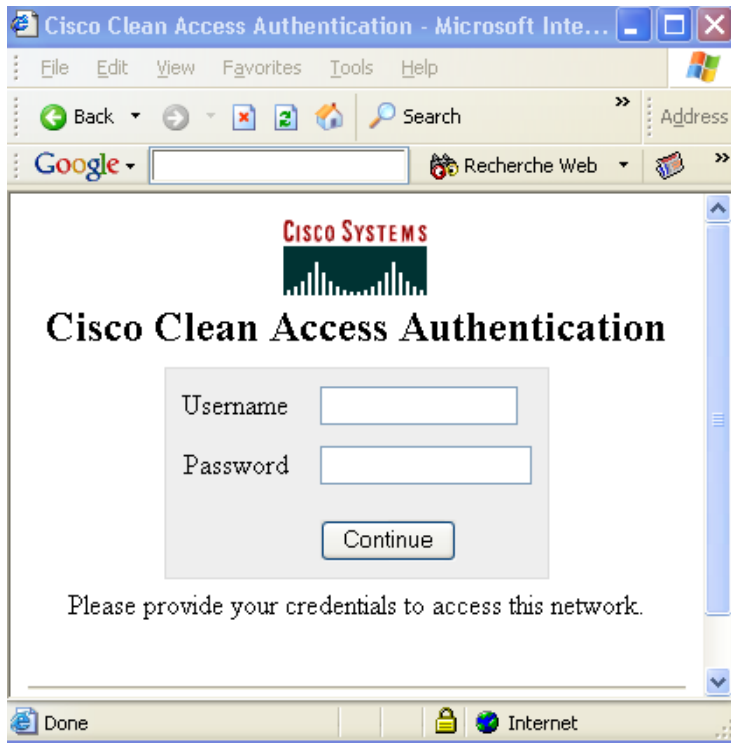 Cisco Clean Access Authentication - Microsoft Inte...
File Edit View Favorites Tools Help
Back Search » Address
Google Recherche Web »
CISCO SYSTEMS
Cisco Clean Access Authentication
Username
Password
Continue
Please provide your credentials to access this network.
Done Internet